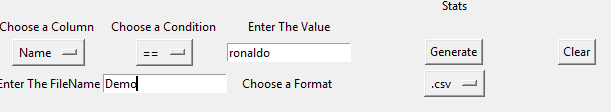 Stats
Choose a Column Choose a Condition Enter The Value
Name == ronaldo Generate Clear
Enter The FileName Demo Choose a Format .csv